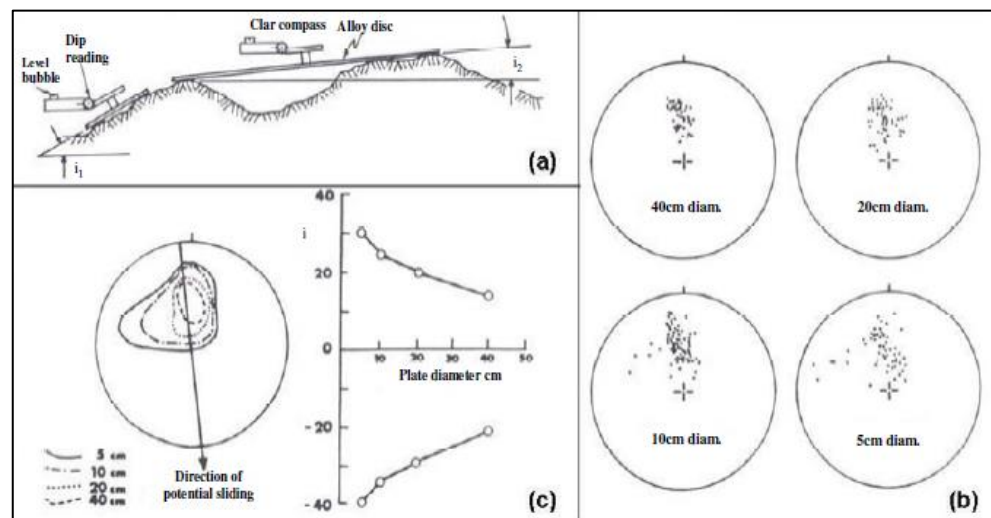 Clar compass
Alloy disc
Dip
reading
Level
bubble
i₁
i₂
(a)
40cm diam.
20cm diam.
10cm diam.
5cm diam.
(b)
5 cm
10 cm
20 cm
40 cm
Direction of
potential sliding
i
40
20
0
-20
-40
10 20 30 40 50
Plate diameter cm
(c)